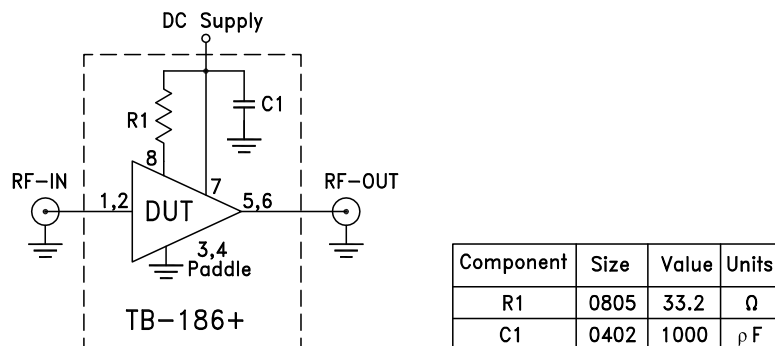 DC Supply
C1
R1
8
7
RF-IN
1,2
DUT
5,6
RF-OUT
3,4
Paddle
TB-186+
Component Size Value Units
R1 0805 33.2 Ω
C1 0402 1000 ρF